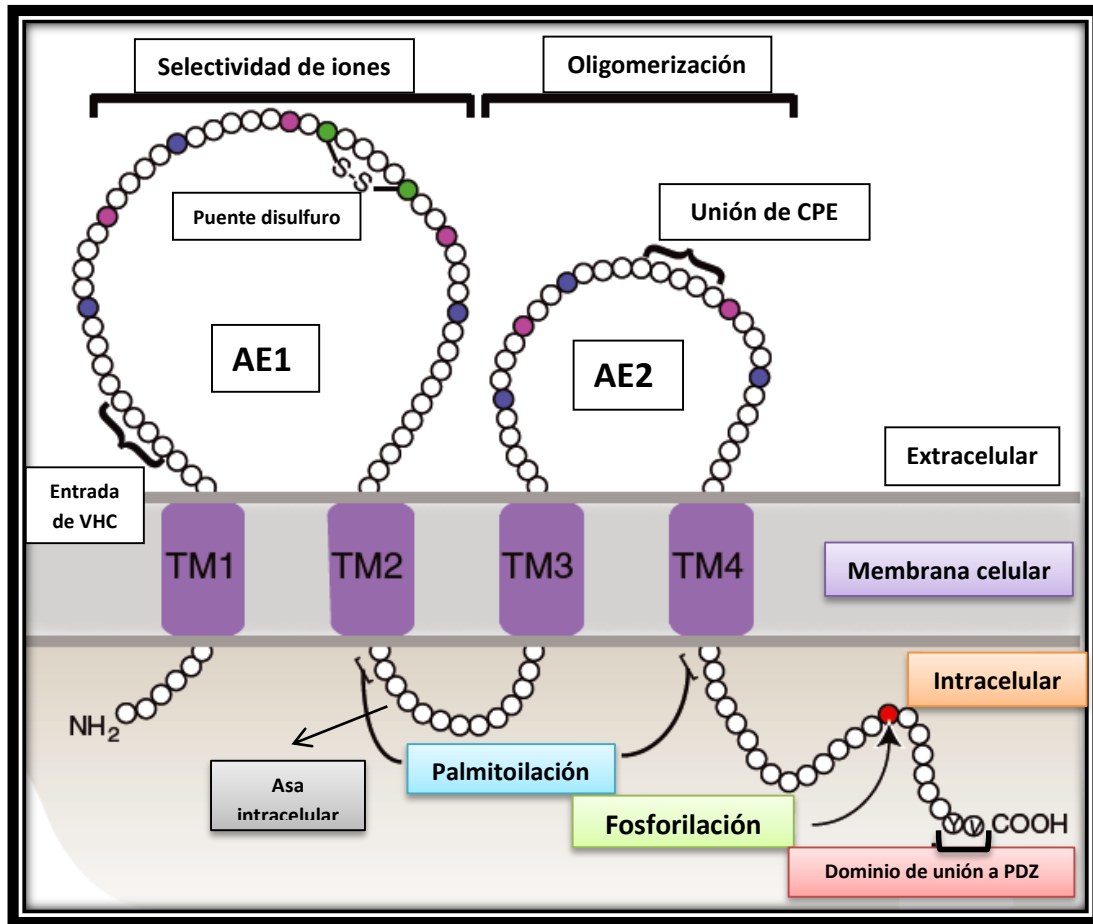 Selectividad de iones
Oligomerización
S-S
Puente disulfuro
Unión de CPE
AE1
AE2
Extracelular
Entrada
de VHC
TM1
TM2
TM3
TM4
Membrana celular
Intracelular
NH2
Palmitoilación
Asa
intracelular
Fosforilación
YV COOH
Dominio de unión a PDZ